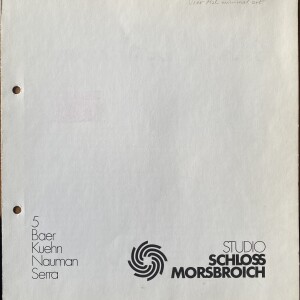 5
Baer
Kuehn
Nauman
Serra
STUDIO
SCHLOSS
MORSBROICH